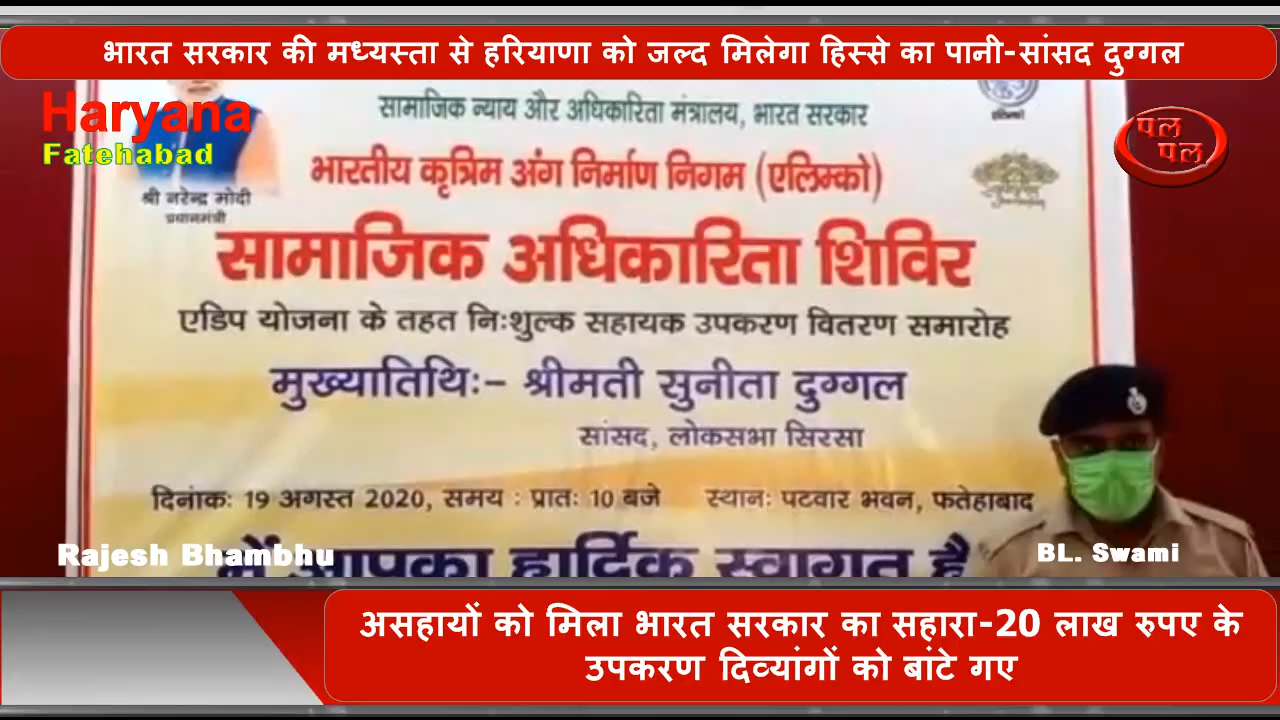 भारत सरकार की मध्यस्ता से हरियाणा को जल्द मिलेगा हिस्से का पानी-सांसद दुग्गल
Haryana
Fatehabad
पल
पल
सामाजिक न्याय और अधिकारिता मंत्रालय, भारत सरकार
भारतीय कृत्रिम अंग निर्माण निगम (एलिम्को)
श्री नरेन्द्र मोदी
प्रधानमंत्री
सामाजिक अधिकारिता शिविर
एडिप योजना के तहत निःशुल्क सहायक उपकरण वितरण समारोह
मुख्यातिथिः- श्रीमती सुनीता दुग्गल
सांसद, लोकसभा सिरसा
दिनांकः 19 अगस्त 2020, समय : प्रातः 10 बजे स्थानः पटवार भवन, फतेहाबाद
में आपका हार्दिक स्वागत है
Rajesh Bhambhu
BL. Swami
असहायों को मिला भारत सरकार का सहारा-20 लाख रुपए के
उपकरण दिव्यांगों को बांटे गए